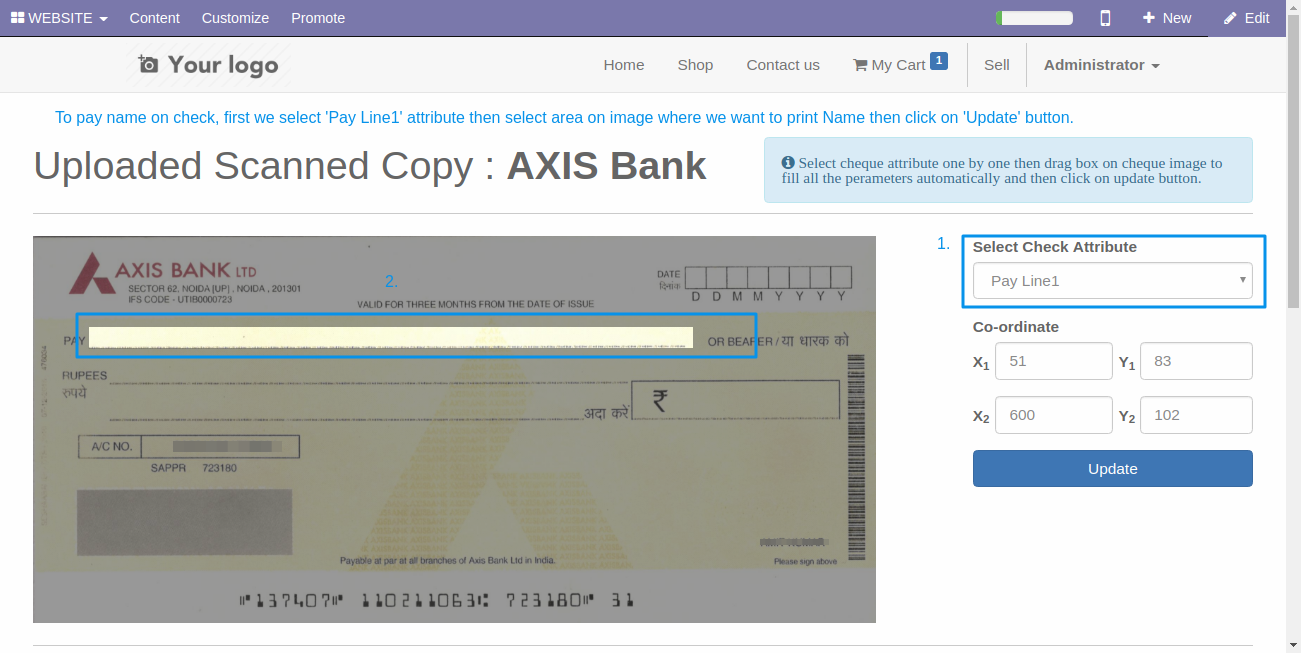 WEBSITE Content Customize Promote New Edit
Your logo Home Shop Contact us My Cart 1 Sell Administrator
To pay name on check, first we select 'Pay Line1' attribute then select area on image where we want to print Name then click on 'Update' button.
Uploaded Scanned Copy : AXIS Bank
Select cheque attribute one by one then drag box on cheque image to
fill all the perameters automatically and then click on update button.
AXIS BANK LTD
SECTOR 62, NOIDA [UP] , NOIDA , 201301
IFS CODE - UTIB0000723
2.
VALID FOR THREE MONTHS FROM THE DATE OF ISSUE
DATE
दिनांक
D D M M Y Y Y Y
PAY
OR BEARER / या धारक को
RUPEES
रुपये
अदा करें ₹
A/C NO.
SAPPR 723180
Payable at par at all branches of Axis Bank Ltd in India.
Please sign above
⑈137407⑈ 110211063⑆ 723180⑈ 31
1.
Select Check Attribute
Pay Line1
Co-ordinate
X1 51 Y1 83
X2 600 Y2 102
Update